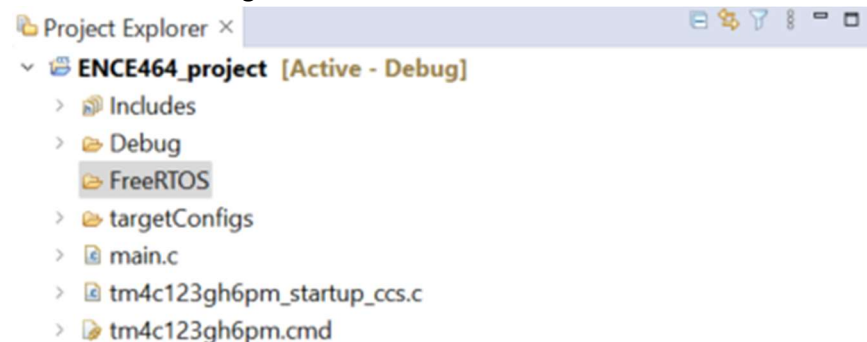 Project Explorer ×
ENCE464_project [Active - Debug]
Includes
Debug
FreeRTOS
targetConfigs
main.c
tm4c123gh6pm_startup_ccs.c
tm4c123gh6pm.cmd